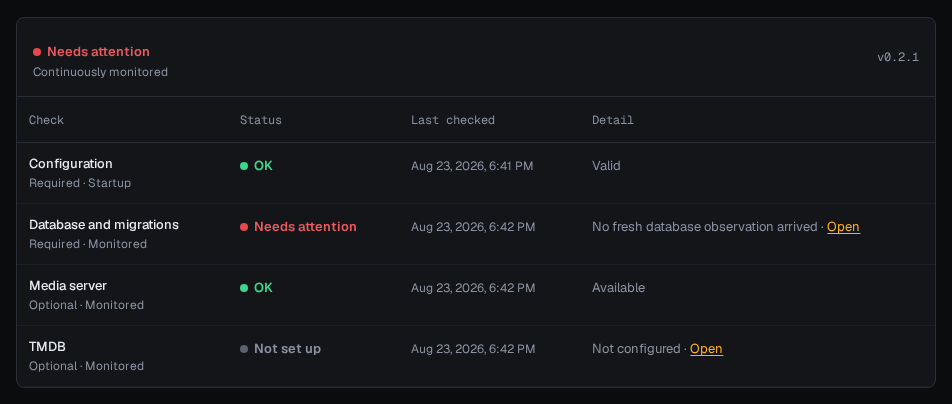 Needs attention
Continuously monitored
v0.2.1
Check Status Last checked Detail
Configuration
Required · Startup
OK
Aug 23, 2026, 6:41 PM
Valid
Database and migrations
Required · Monitored
Needs attention
Aug 23, 2026, 6:42 PM
No fresh database observation arrived · Open
Media server
Optional · Monitored
OK
Aug 23, 2026, 6:42 PM
Available
TMDB
Optional · Monitored
Not set up
Aug 23, 2026, 6:42 PM
Not configured · Open